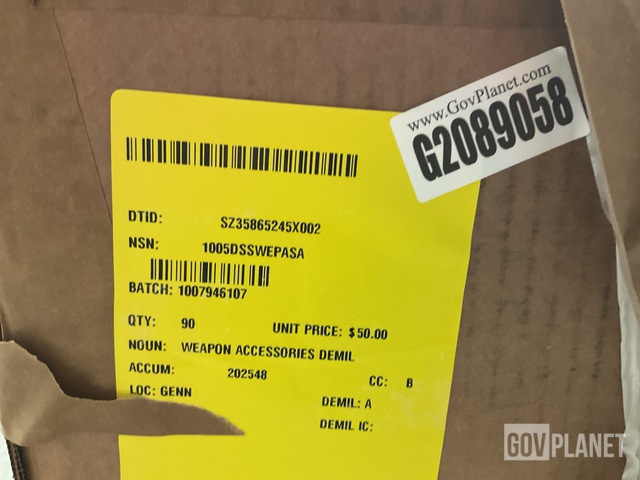 www.GovPlanet.com
G2089058
DTID: SZ35865245X002
NSN: 1005DSSWEPASA
BATCH: 1007946107
QTY: 90 UNIT PRICE: $50.00
NOUN: WEAPON ACCESSORIES DEMIL
ACCUM: 202548 CC: B
LOC: GENN DEMIL: A
DEMIL IC:
GOVPLANET